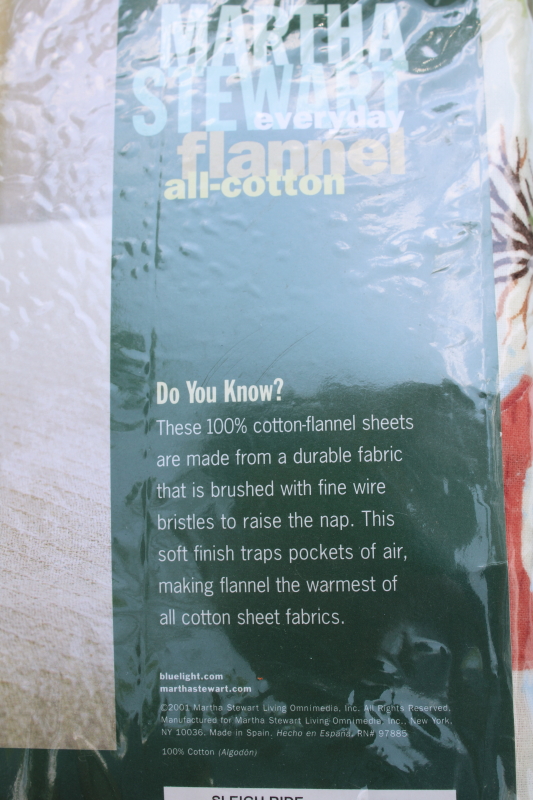 MARTHA
STEWART
everyday
flannel
all-cotton
Do You Know?
These 100% cotton-flannel sheets
are made from a durable fabric
that is brushed with fine wire
bristles to raise the nap. This
soft finish traps pockets of air,
making flannel the warmest of
all cotton sheet fabrics.
bluelight.com
marthastewart.com
©2001 Martha Stewart Living Omnimedia, Inc. All Rights Reserved.
Manufactured for Martha Stewart Living Omnimedia, Inc., New York,
NY 10036. Made in Spain. Hecho en España. RN# 97885
100% Cotton (Algodón)
SLEIGH RIDE